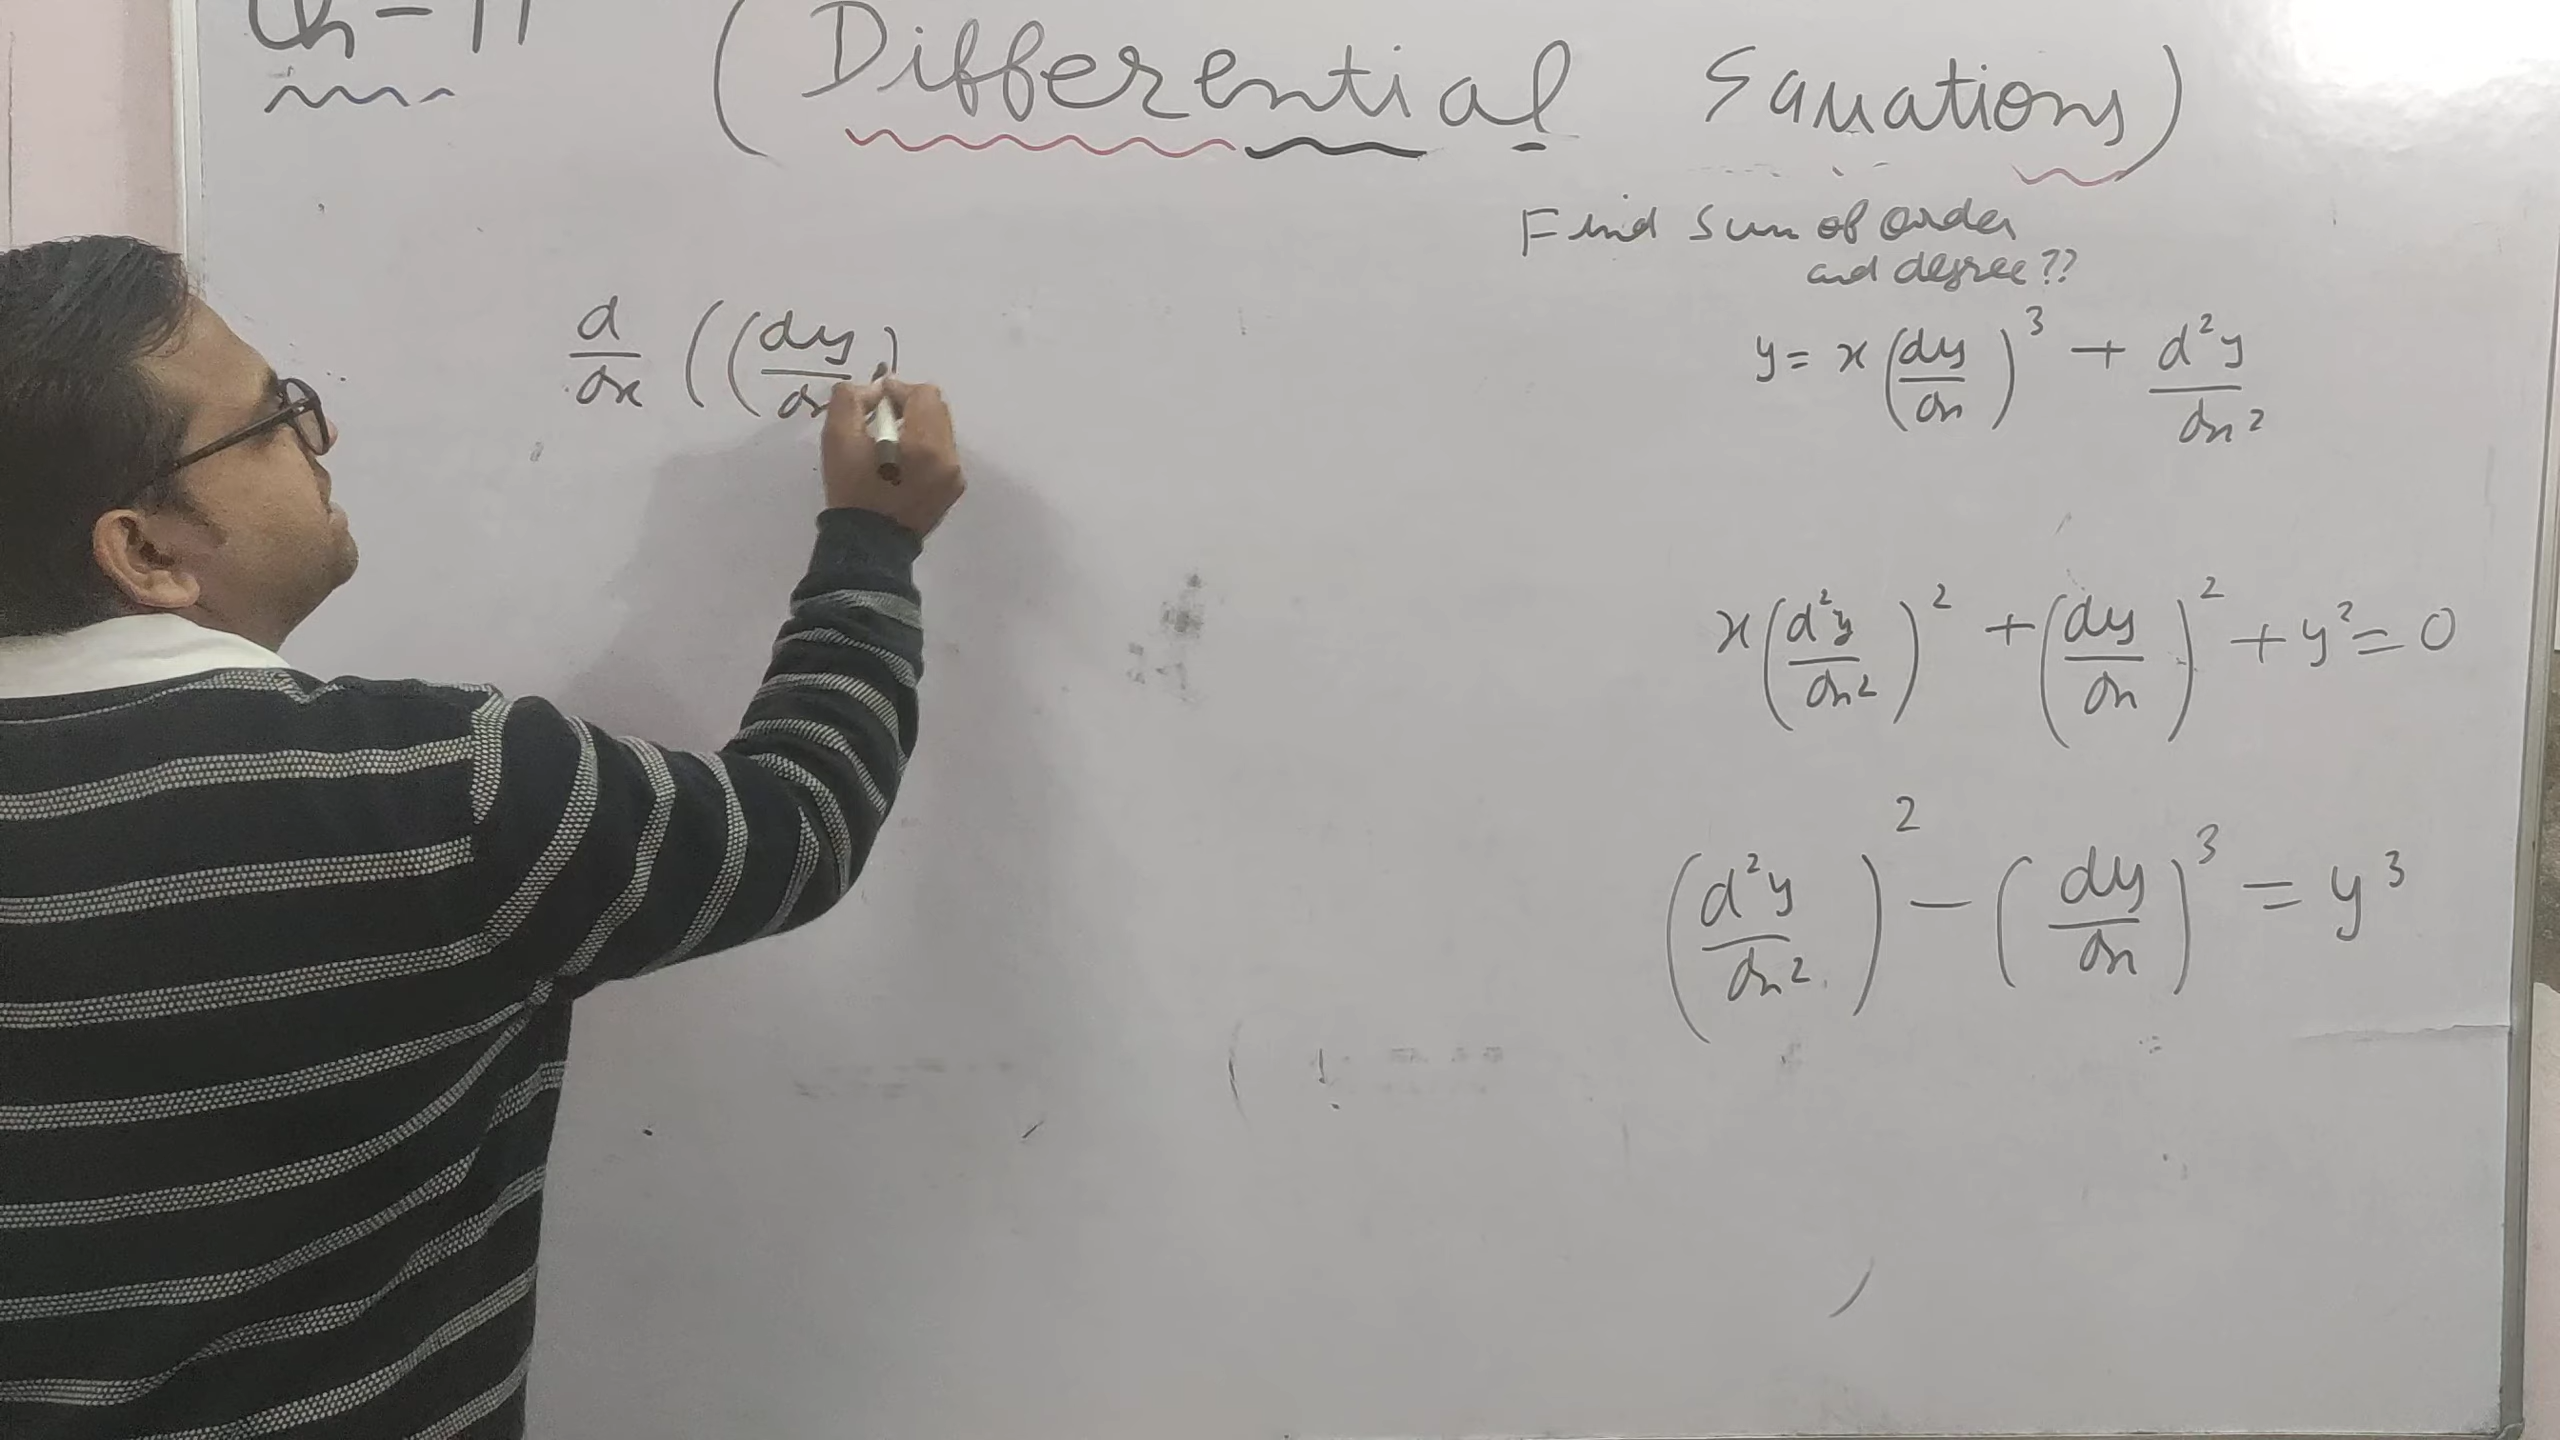 Ch - 11
(Differential Equations)
Find sum of order
and degree??
d/dx ((dy/dx)
y = x(dy/dx)³ + d²y/dx²
x(d²y/dx²)² + (dy/dx)² + y² = 0
(d²y/dx²)² - (dy/dx)³ = y³